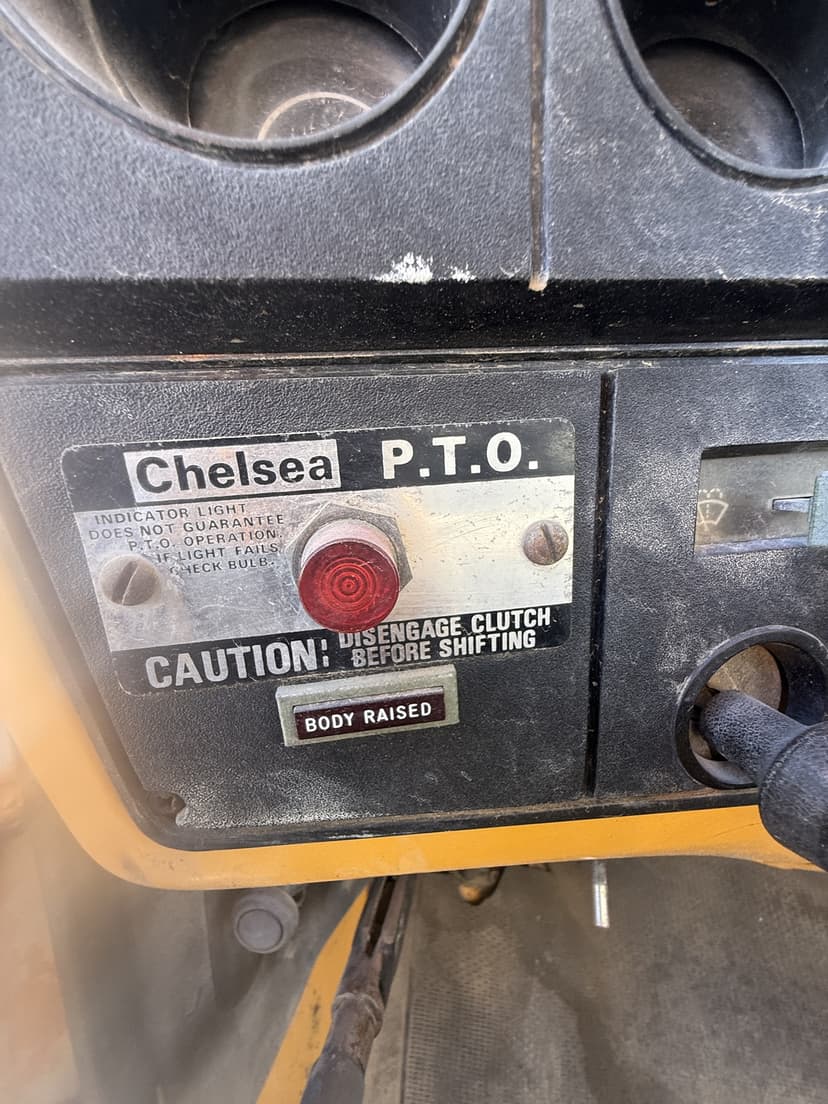 Chelsea P.T.O.
INDICATOR LIGHT
DOES NOT GUARANTEE
P.T.O. OPERATION.
IF LIGHT FAILS
CHECK BULB.
CAUTION: DISENGAGE CLUTCH
BEFORE SHIFTING
BODY RAISED